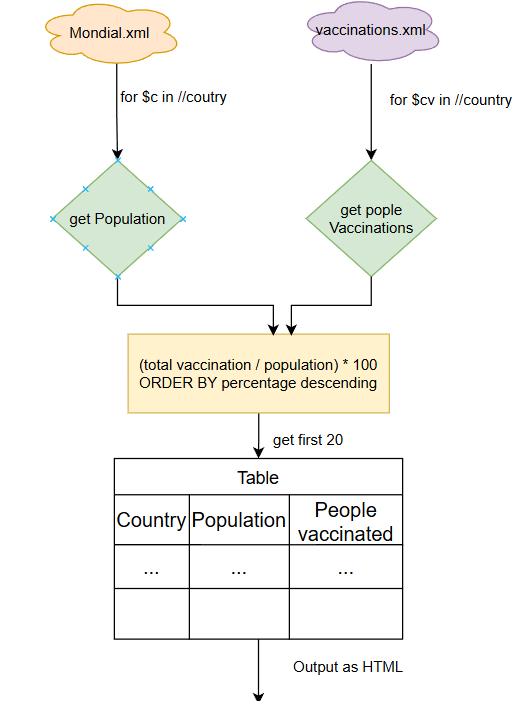 Mondial.xml
vaccinations.xml
for $c in //coutry
for $cv in //country
get Population
get pople
Vaccinations
(total vaccination / population) * 100
ORDER BY percentage descending
get first 20
Table
Country
Population
People
vaccinated
...
...
...
Output as HTML